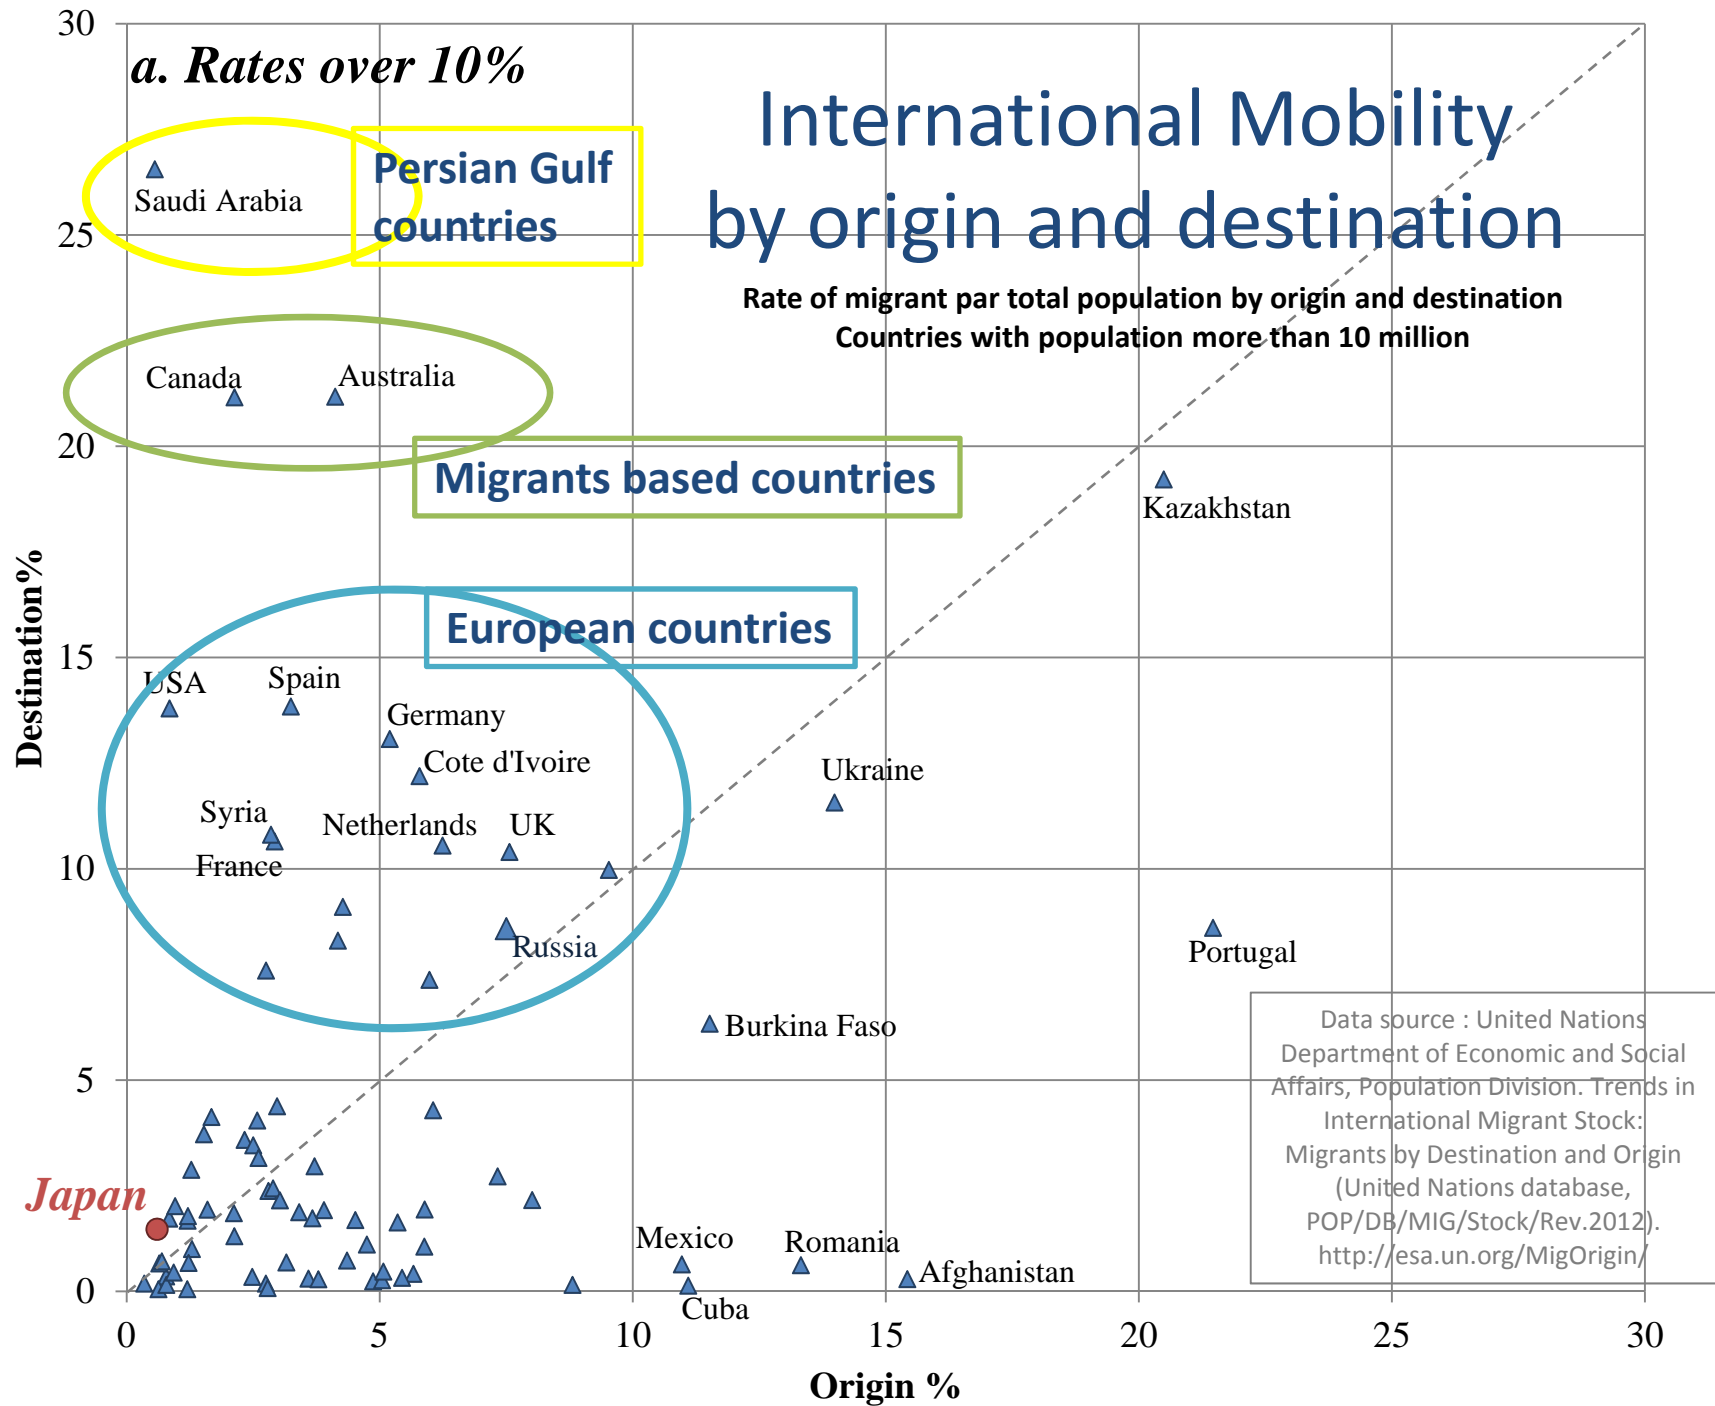 30
a. Rates over 10%
International Mobility
by origin and destination
Persian Gulf
countries
Saudi Arabia
25
Rate of migrant par total population by origin and destination
Countries with population more than 10 million
Canada
Australia
20
Migrants based countries
Kazakhstan
Destination%
European countries
15
USA
Spain
Germany
Cote d'Ivoire
Ukraine
Syria
Netherlands
UK
France
10
Russia
Portugal
Burkina Faso
Data source : United Nations
Department of Economic and Social
Affairs, Population Division. Trends in
International Migrant Stock:
Migrants by Destination and Origin
(United Nations database,
POP/DB/MIG/Stock/Rev.2012).
http://esa.un.org/MigOrigin/
5
Japan
Mexico
Romania
Afghanistan
Cuba
0
0 5 10 15 20 25 30
Origin %